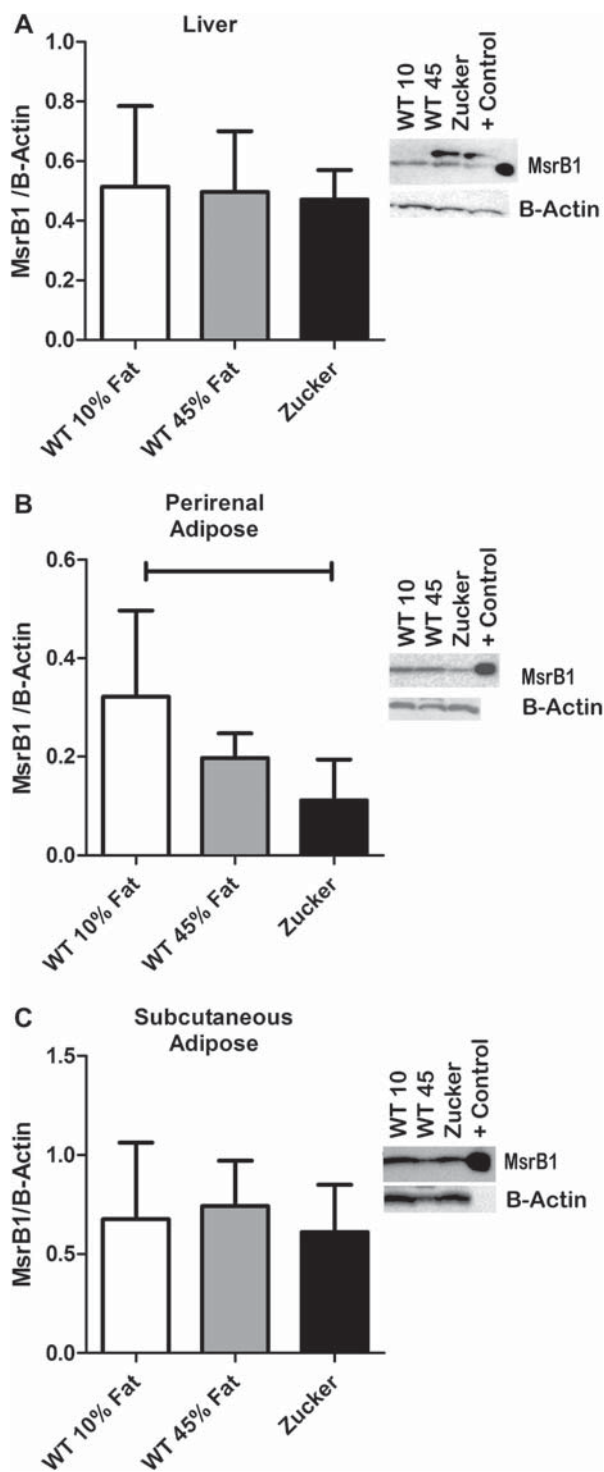 A
Liver
MsrB1 /B-Actin
1.0
0.8
0.6
0.4
0.2
0.0
WT 10% Fat
WT 45% Fat
Zucker
WT 10
WT 45
Zucker
+ Control
MsrB1
B-Actin
B
Perirenal
Adipose
MsrB1 /B-Actin
0.6
0.4
0.2
0.0
WT 10% Fat
WT 45% Fat
Zucker
WT 10
WT 45
Zucker
+ Control
MsrB1
B-Actin
C
Subcutaneous
Adipose
MsrB1/B-Actin
1.5
1.0
0.5
0.0
WT 10% Fat
WT 45% Fat
Zucker
WT 10
WT 45
Zucker
+ Control
MsrB1
B-Actin